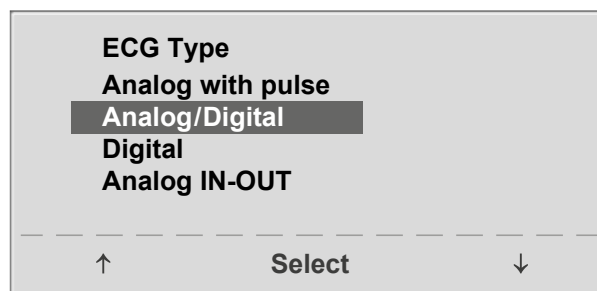 ECG Type
Analog with pulse
Analog/Digital
Digital
Analog IN-OUT
↑ Select ↓